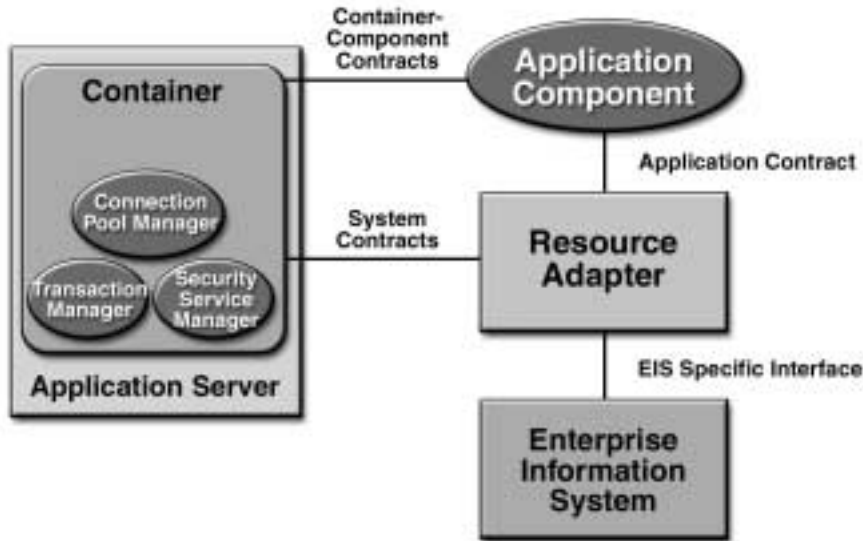 Container-
Component
Contracts
Application
Component
Container
Application Contract
Connection
Pool Manager
System
Contracts
Resource
Adapter
Transaction
Manager
Security
Service
Manager
Application Server
EIS Specific Interface
Enterprise
Information
System